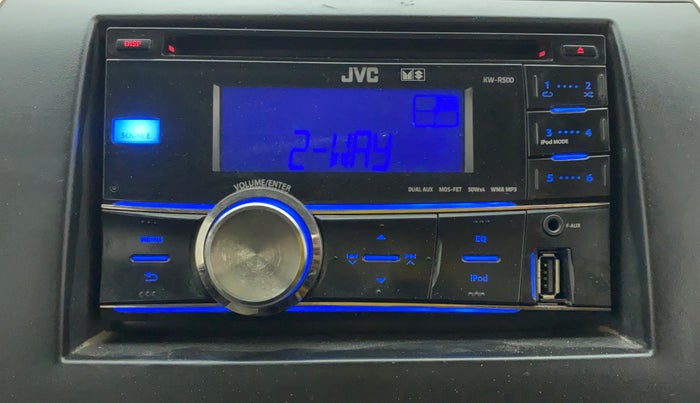 DISP
JVC MS KW-R500
1 2
SOURCE
3 4
iPod MODE
2-WAY
5 6
DUAL AUX MOS-FET 50Wx4 WMA MP3
VOLUME/ENTER
F-AUX
MENU EQ
iPod